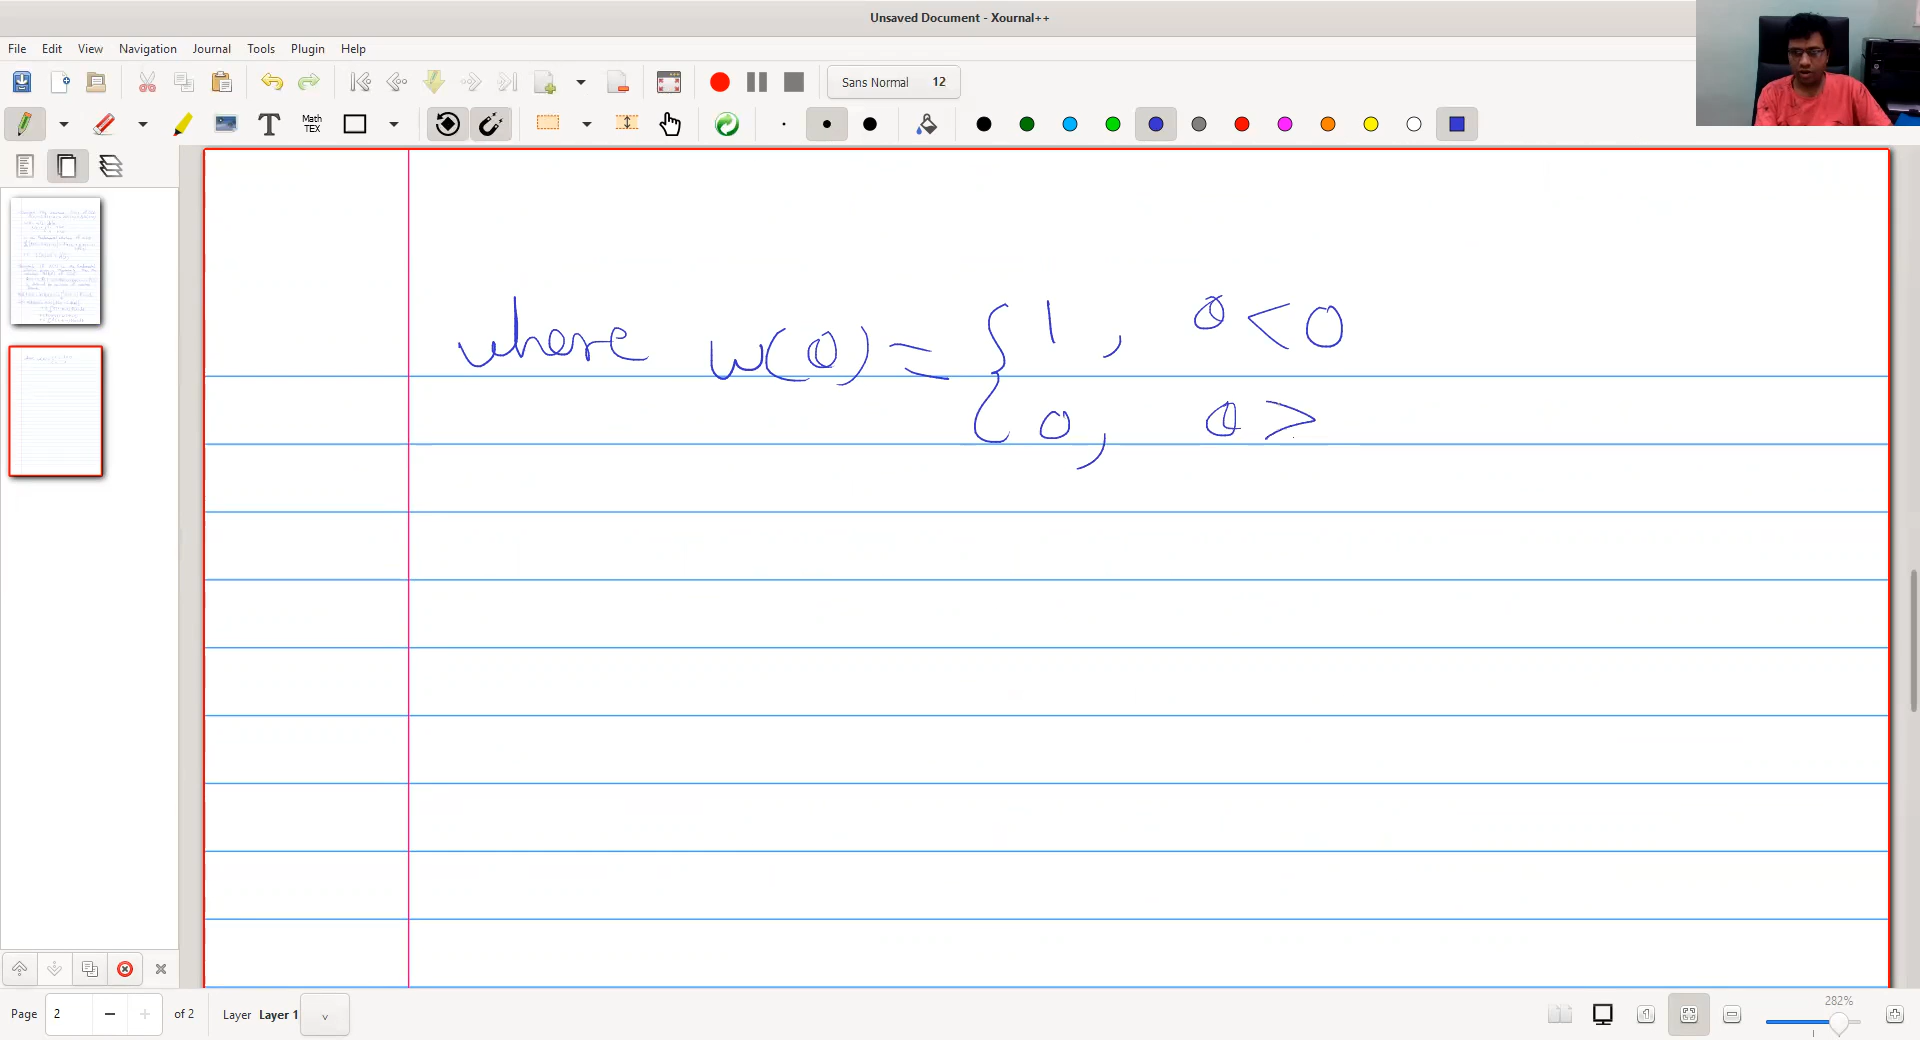 Unsaved Document - Xournal++
File Edit View Navigation Journal Tools Plugin Help
Sans Normal 12
Math
TEX
where w(θ) = { 1 , θ < 0
0 , θ >
Page 2 of 2 Layer Layer 1
282%